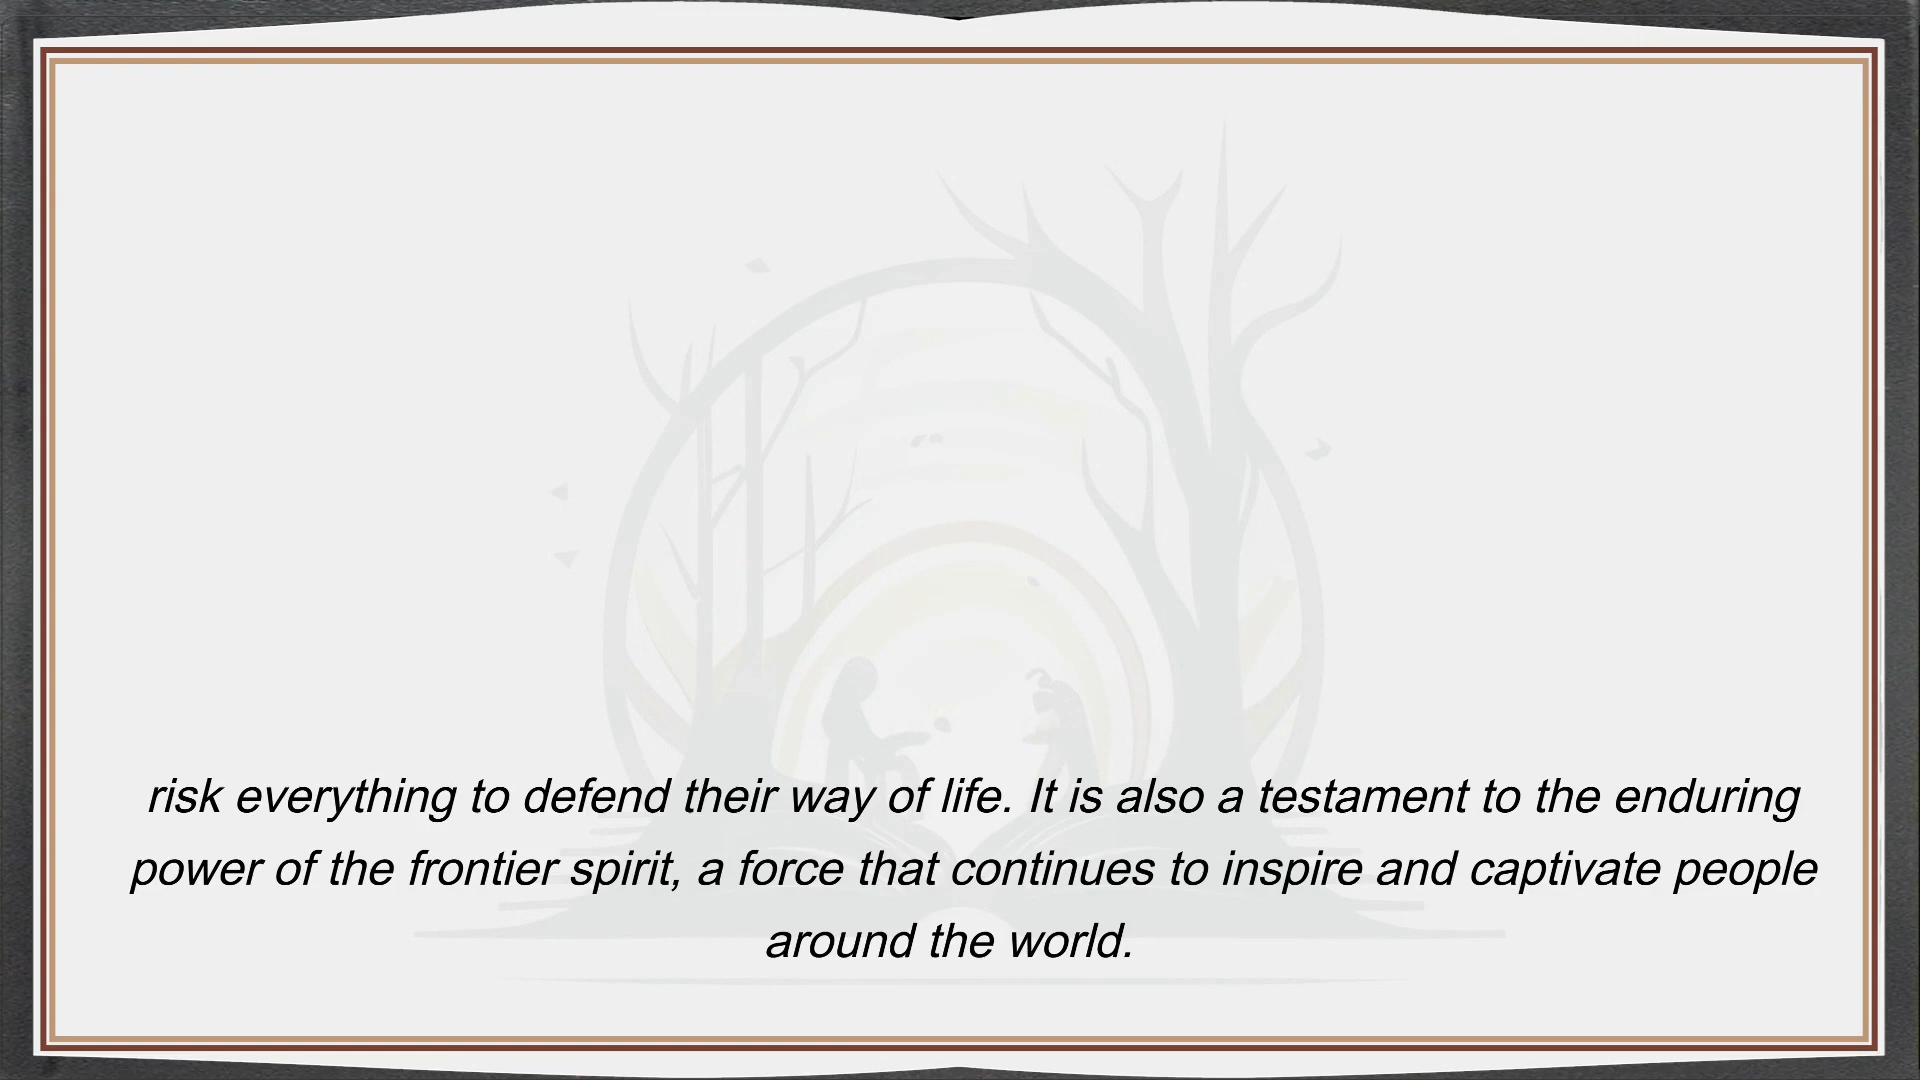 risk everything to defend their way of life. It is also a testament to the enduring
power of the frontier spirit, a force that continues to inspire and captivate people
around the world.